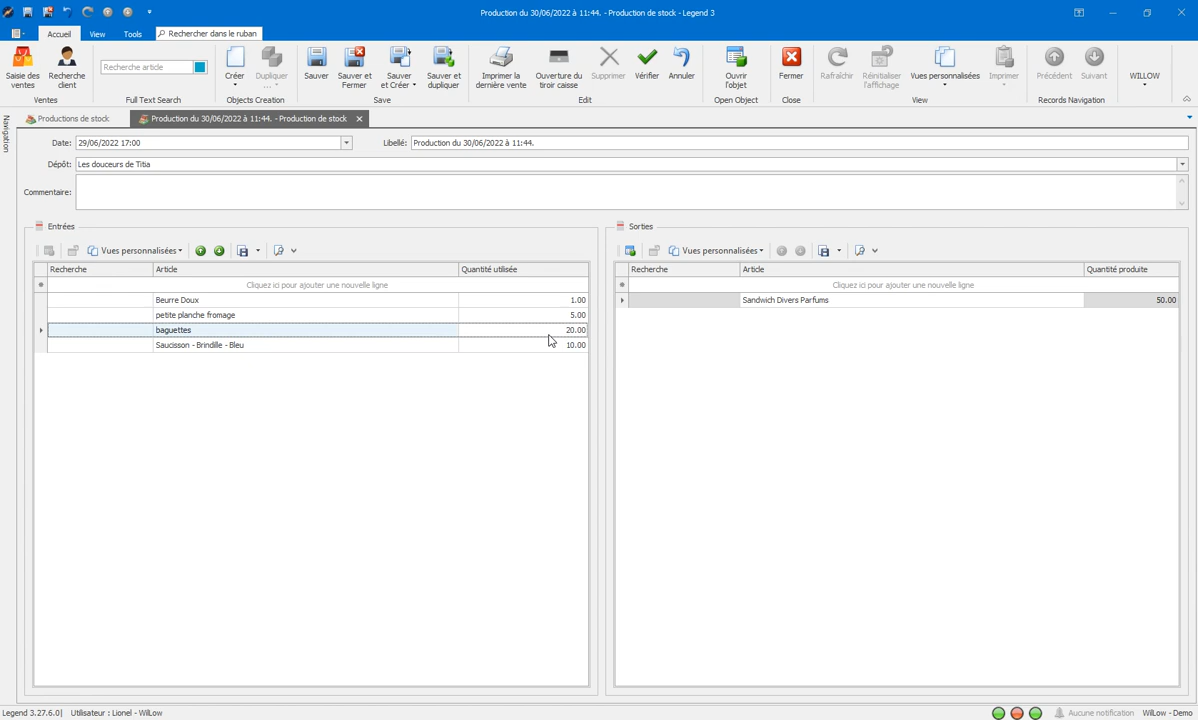 Production du 30/06/2022 à 11:44. - Production de stock - Legend 3
Accueil View Tools Rechercher dans le ruban
Saisie des ventes
Recherche client
Ventes
Recherche article
Full Text Search
Créer
Dupliquer ...
Objects Creation
Sauver
Sauver et Fermer
Sauver et Créer
Sauver et dupliquer
Save
Imprimer la dernière vente
Ouverture du tiroir caisse
Supprimer
Vérifier
Annuler
Edit
Ouvrir l'objet
Open Object
Fermer
Close
Rafraîchir
Réinitialiser l'affichage
Vues personnalisées
Imprimer
View
Précédent
Suivant
Records Navigation
WILLOW
Navigation
Productions de stock
Production du 30/06/2022 à 11:44. - Production de stock
Date: 29/06/2022 17:00
Libellé: Production du 30/06/2022 à 11:44.
Dépôt: Les douceurs de Titia
Commentaire:
Entrées
Vues personnalisées
Recherche Article Quantité utilisée
Cliquez ici pour ajouter une nouvelle ligne
Beurre Doux 1.00
petite planche fromage 5.00
baguettes 20.00
Saucisson - Brindille - Bleu 10.00
Sorties
Vues personnalisées
Recherche Article Quantité produite
Cliquez ici pour ajouter une nouvelle ligne
Sandwich Divers Parfums 50.00
Legend 3.27.6.0] Utilisateur : Lionel - WilLow
Aucune notification WilLow - Demo